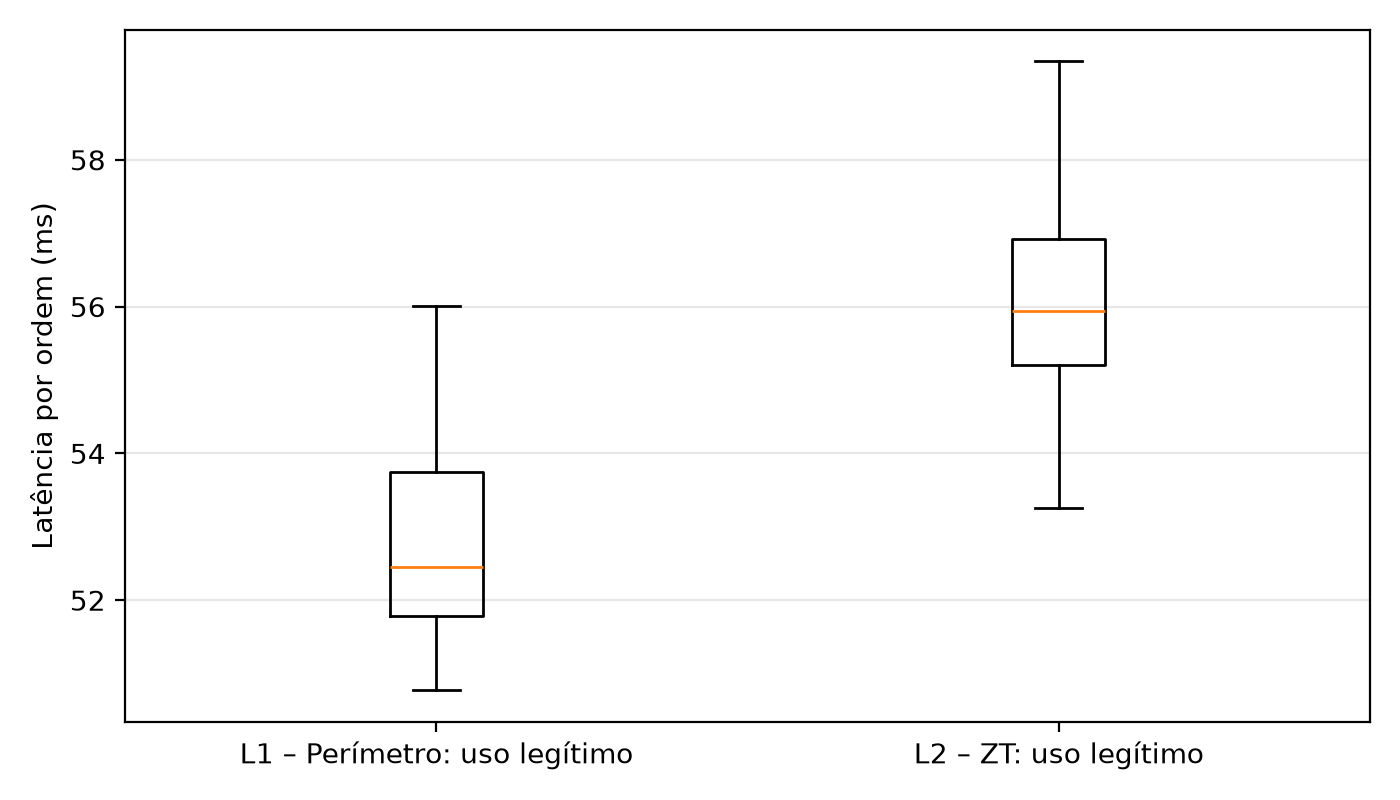 Latência por ordem (ms)
58
56
54
52
L1 – Perímetro: uso legítimo
L2 – ZT: uso legítimo